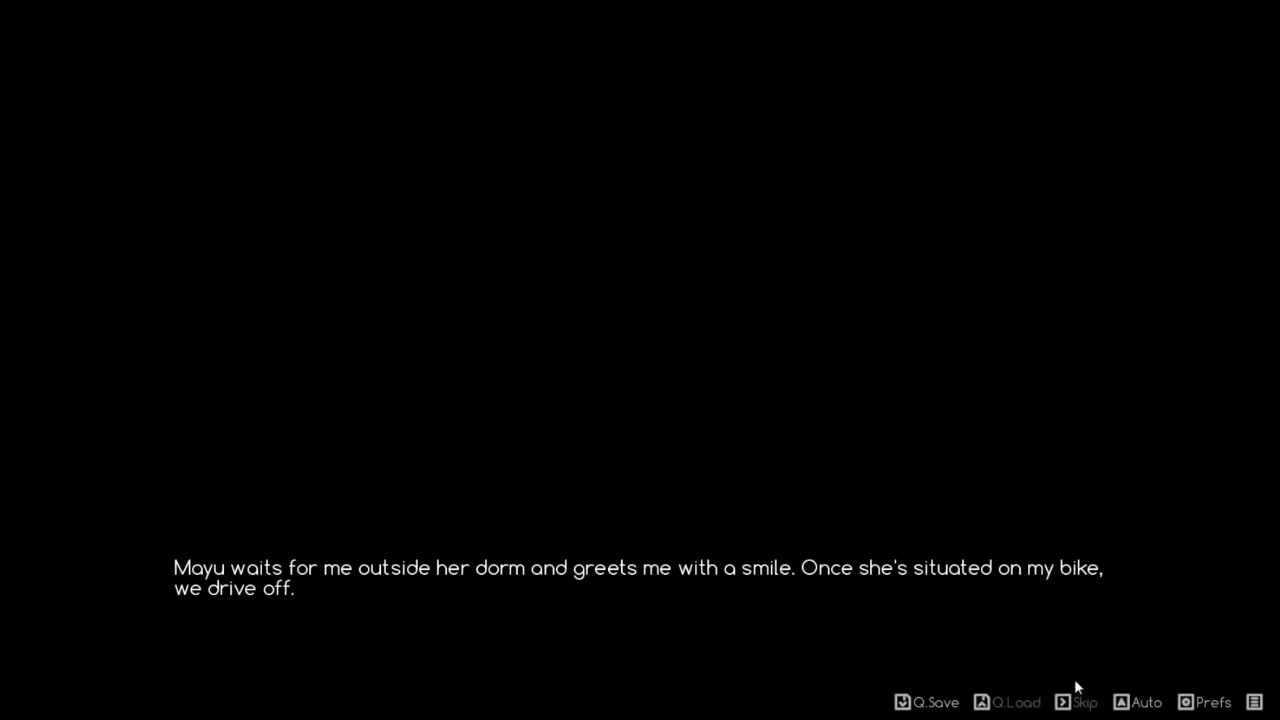 Mayu waits for me outside her dorm and greets me with a smile. Once she's situated on my bike,
we drive off.
Q.Save Q.Load Skip Auto Prefs